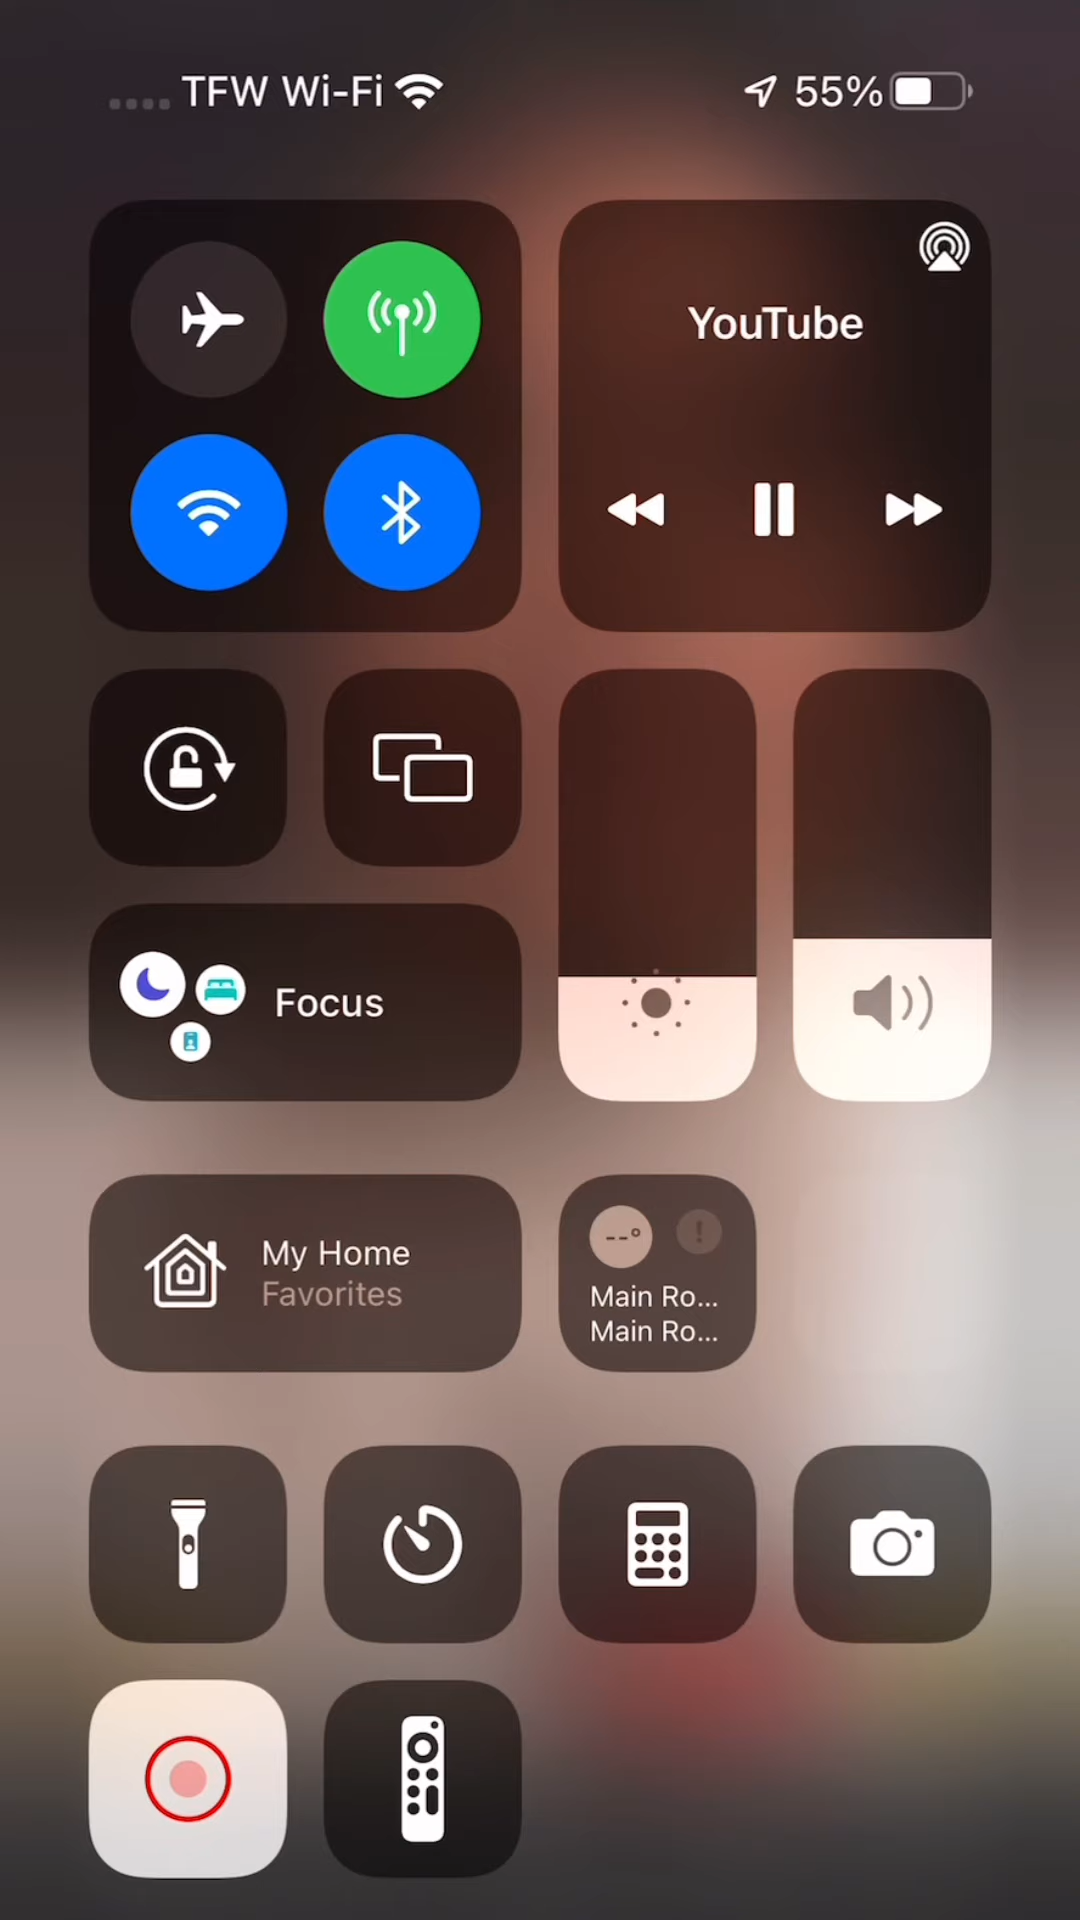 TFW Wi-Fi
55%
YouTube
Focus
My Home
Favorites
--°
!
Main Ro...
Main Ro...